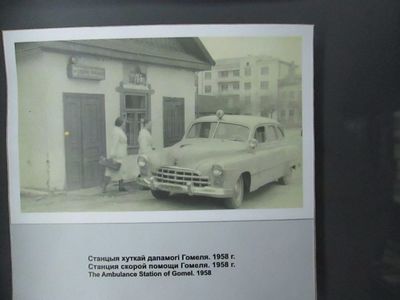 Станцыя хуткай дапамогі Гомеля. 1958 г.
Станция скорой помощи Гомеля. 1958 г.
The Ambulance Station of Gomel. 1958